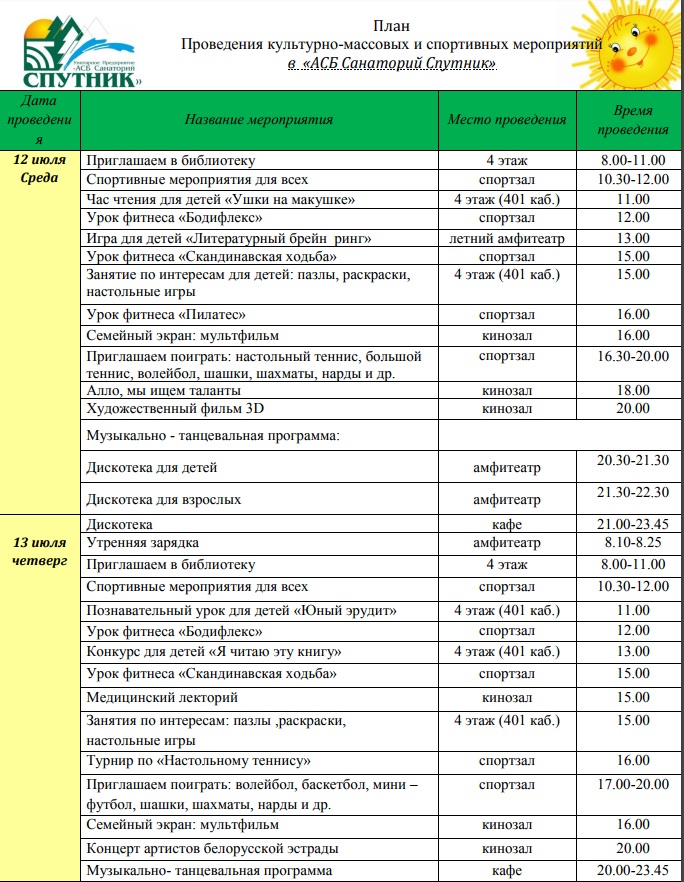 План
Проведения культурно-массовых и спортивных мероприятий
в «АСБ Санаторий Спутник»
Унитарное Предприятие
«АСБ Санаторий
СПУТНИК»
Дата проведения Название мероприятия Место проведения Время проведения
12 июля Среда
Приглашаем в библиотеку 4 этаж 8.00-11.00
Спортивные мероприятия для всех спортзал 10.30-12.00
Час чтения для детей «Ушки на макушке» 4 этаж (401 каб.) 11.00
Урок фитнеса «Бодифлекс» спортзал 12.00
Игра для детей «Литературный брейн ринг» летний амфитеатр 13.00
Урок фитнеса «Скандинавская ходьба» спортзал 15.00
Занятие по интересам для детей: пазлы, раскраски, 4 этаж (401 каб.) 15.00
настольные игры
Урок фитнеса «Пилатес» спортзал 16.00
Семейный экран: мультфильм кинозал 16.00
Приглашаем поиграть: настольный теннис, большой спортзал 16.30-20.00
теннис, волейбол, шашки, шахматы, нарды и др.
Алло, мы ищем таланты кинозал 18.00
Художественный фильм 3D кинозал 20.00
Музыкально - танцевальная программа:
Дискотека для детей амфитеатр 20.30-21.30
Дискотека для взрослых амфитеатр 21.30-22.30
Дискотека кафе 21.00-23.45
13 июля четверг
Утренняя зарядка амфитеатр 8.10-8.25
Приглашаем в библиотеку 4 этаж 8.00-11.00
Спортивные мероприятия для всех спортзал 10.30-12.00
Познавательный урок для детей «Юный эрудит» 4 этаж (401 каб.) 11.00
Урок фитнеса «Бодифлекс» спортзал 12.00
Конкурс для детей «Я читаю эту книгу» 4 этаж (401 каб.) 13.00
Урок фитнеса «Скандинавская ходьба» спортзал 15.00
Медицинский лекторий кинозал 15.00
Занятия по интересам: пазлы ,раскраски, 4 этаж (401 каб.) 15.00
настольные игры
Турнир по «Настольному теннису» спортзал 16.00
Приглашаем поиграть: волейбол, баскетбол, мини – спортзал 17.00-20.00
футбол, шашки, шахматы, нарды и др.
Семейный экран: мультфильм кинозал 16.00
Концерт артистов белорусской эстрады кинозал 20.00
Музыкально- танцевальная программа кафе 20.00-23.45